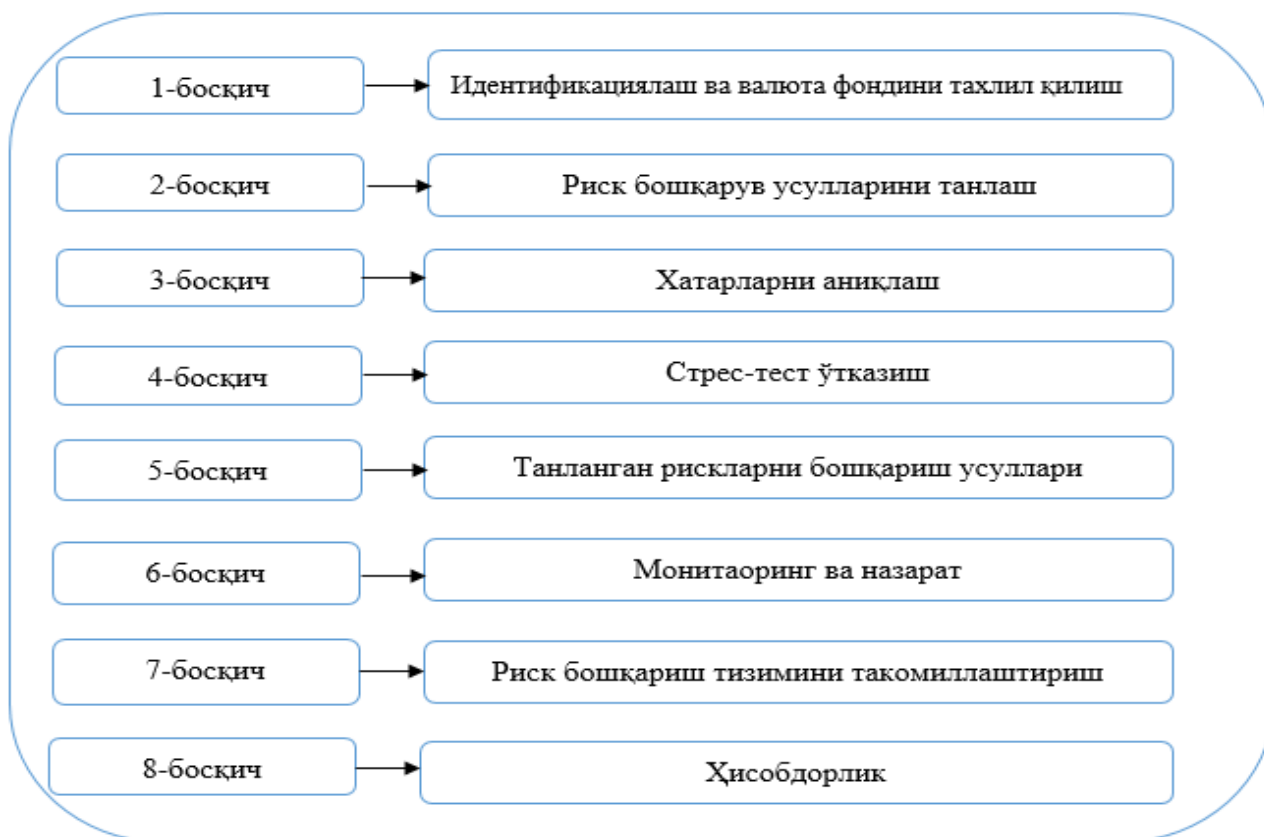 1-босқич
Идентификациялаш ва валюта фондини тахлил қилиш
2-босқич
Риск бошқарув усулларини танлаш
3-босқич
Хатарларни аниқлаш
4-босқич
Стрес-тест ўтказиш
5-босқич
Танланган рискларни бошқариш усуллари
6-босқич
Монитаоринг ва назарат
7-босқич
Риск бошқариш тизимини такомиллаштириш
8-босқич
Ҳисобдорлик